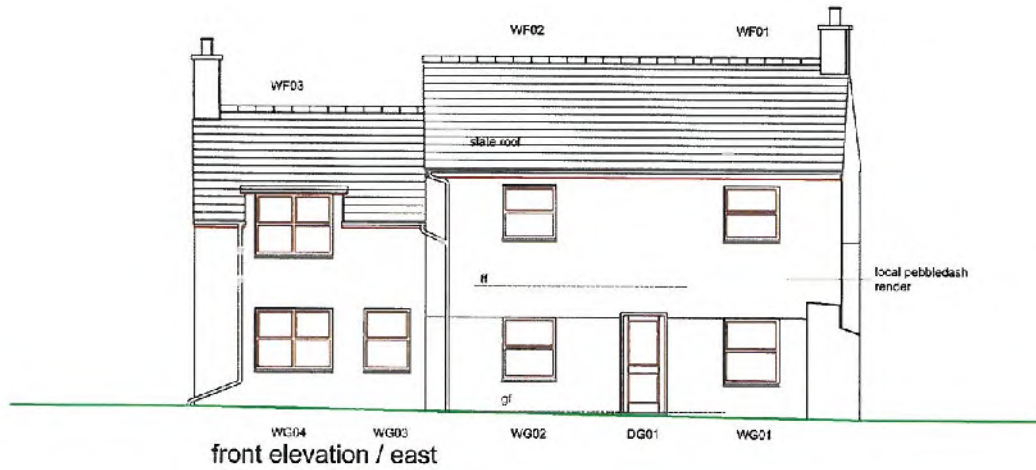 WF02
WF01
WF03
slate roof
ff
local pebbledash
render
gf
WG04
WG03
WG02
DG01
WG01
front elevation / east